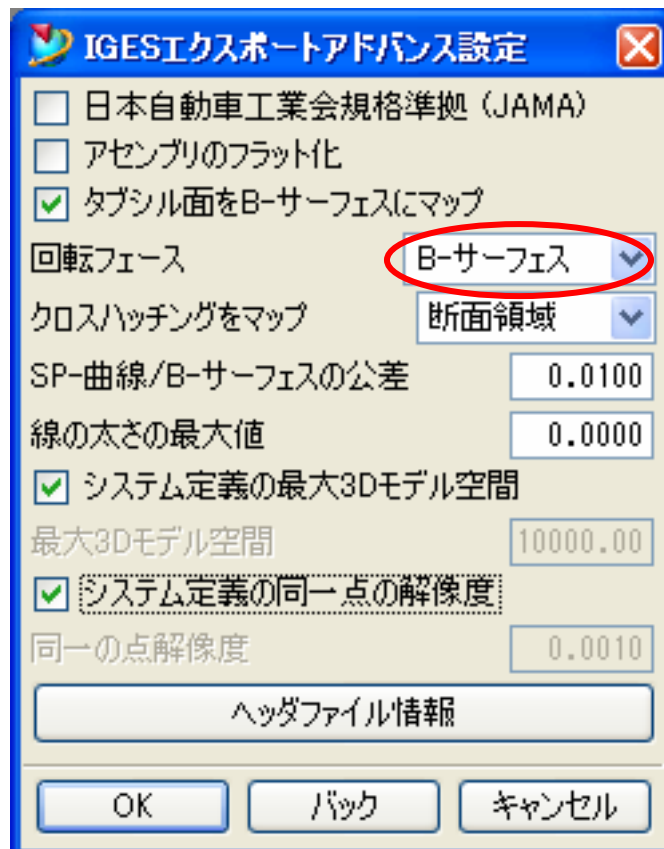 IGESエクスポートアドバンス設定
日本自動車工業会規格準拠 (JAMA)
アセンブリのフラット化
タブシル面をB-サーフェスにマップ
回転フェース B-サーフェス
クロスハッチングをマップ 断面領域
SP-曲線/B-サーフェスの公差 0.0100
線の太さの最大値 0.0000
システム定義の最大3Dモデル空間
最大3Dモデル空間 10000.00
システム定義の同一点の解像度
同一の点解像度 0.0010
ヘッダファイル情報
OK バック キャンセル